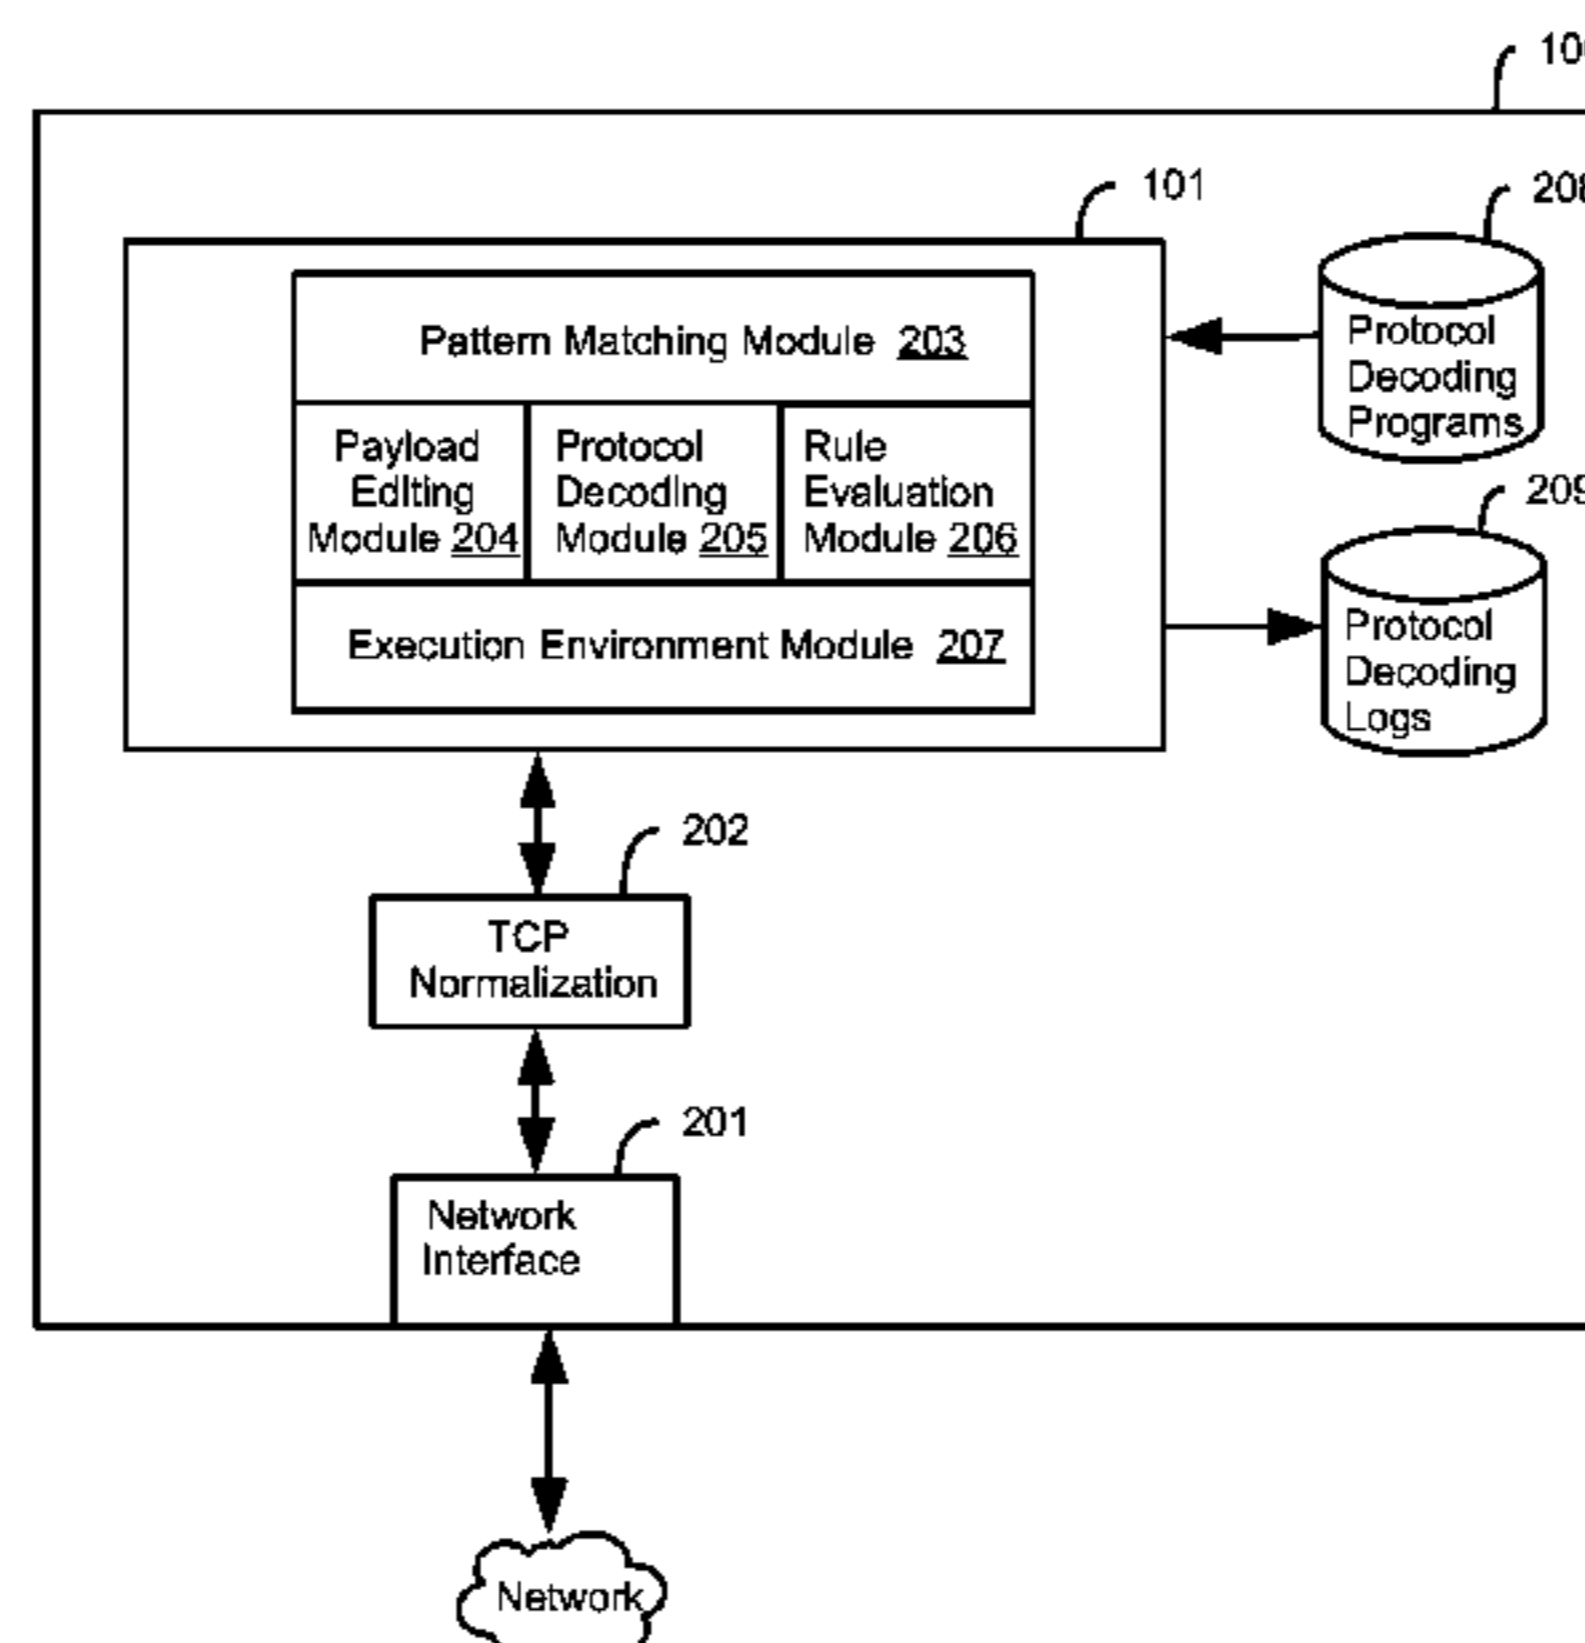 101
Pattern Matching Module 203
Payload
Editing
Module 204
Protocol
Decoding
Module 205
Rule
Evaluation
Module 206
Execution Environment Module 207
Protocol
Decoding
Programs
209
Protocol
Decoding
Logs
202
TCP
Normalization
201
Network
Interface
Network